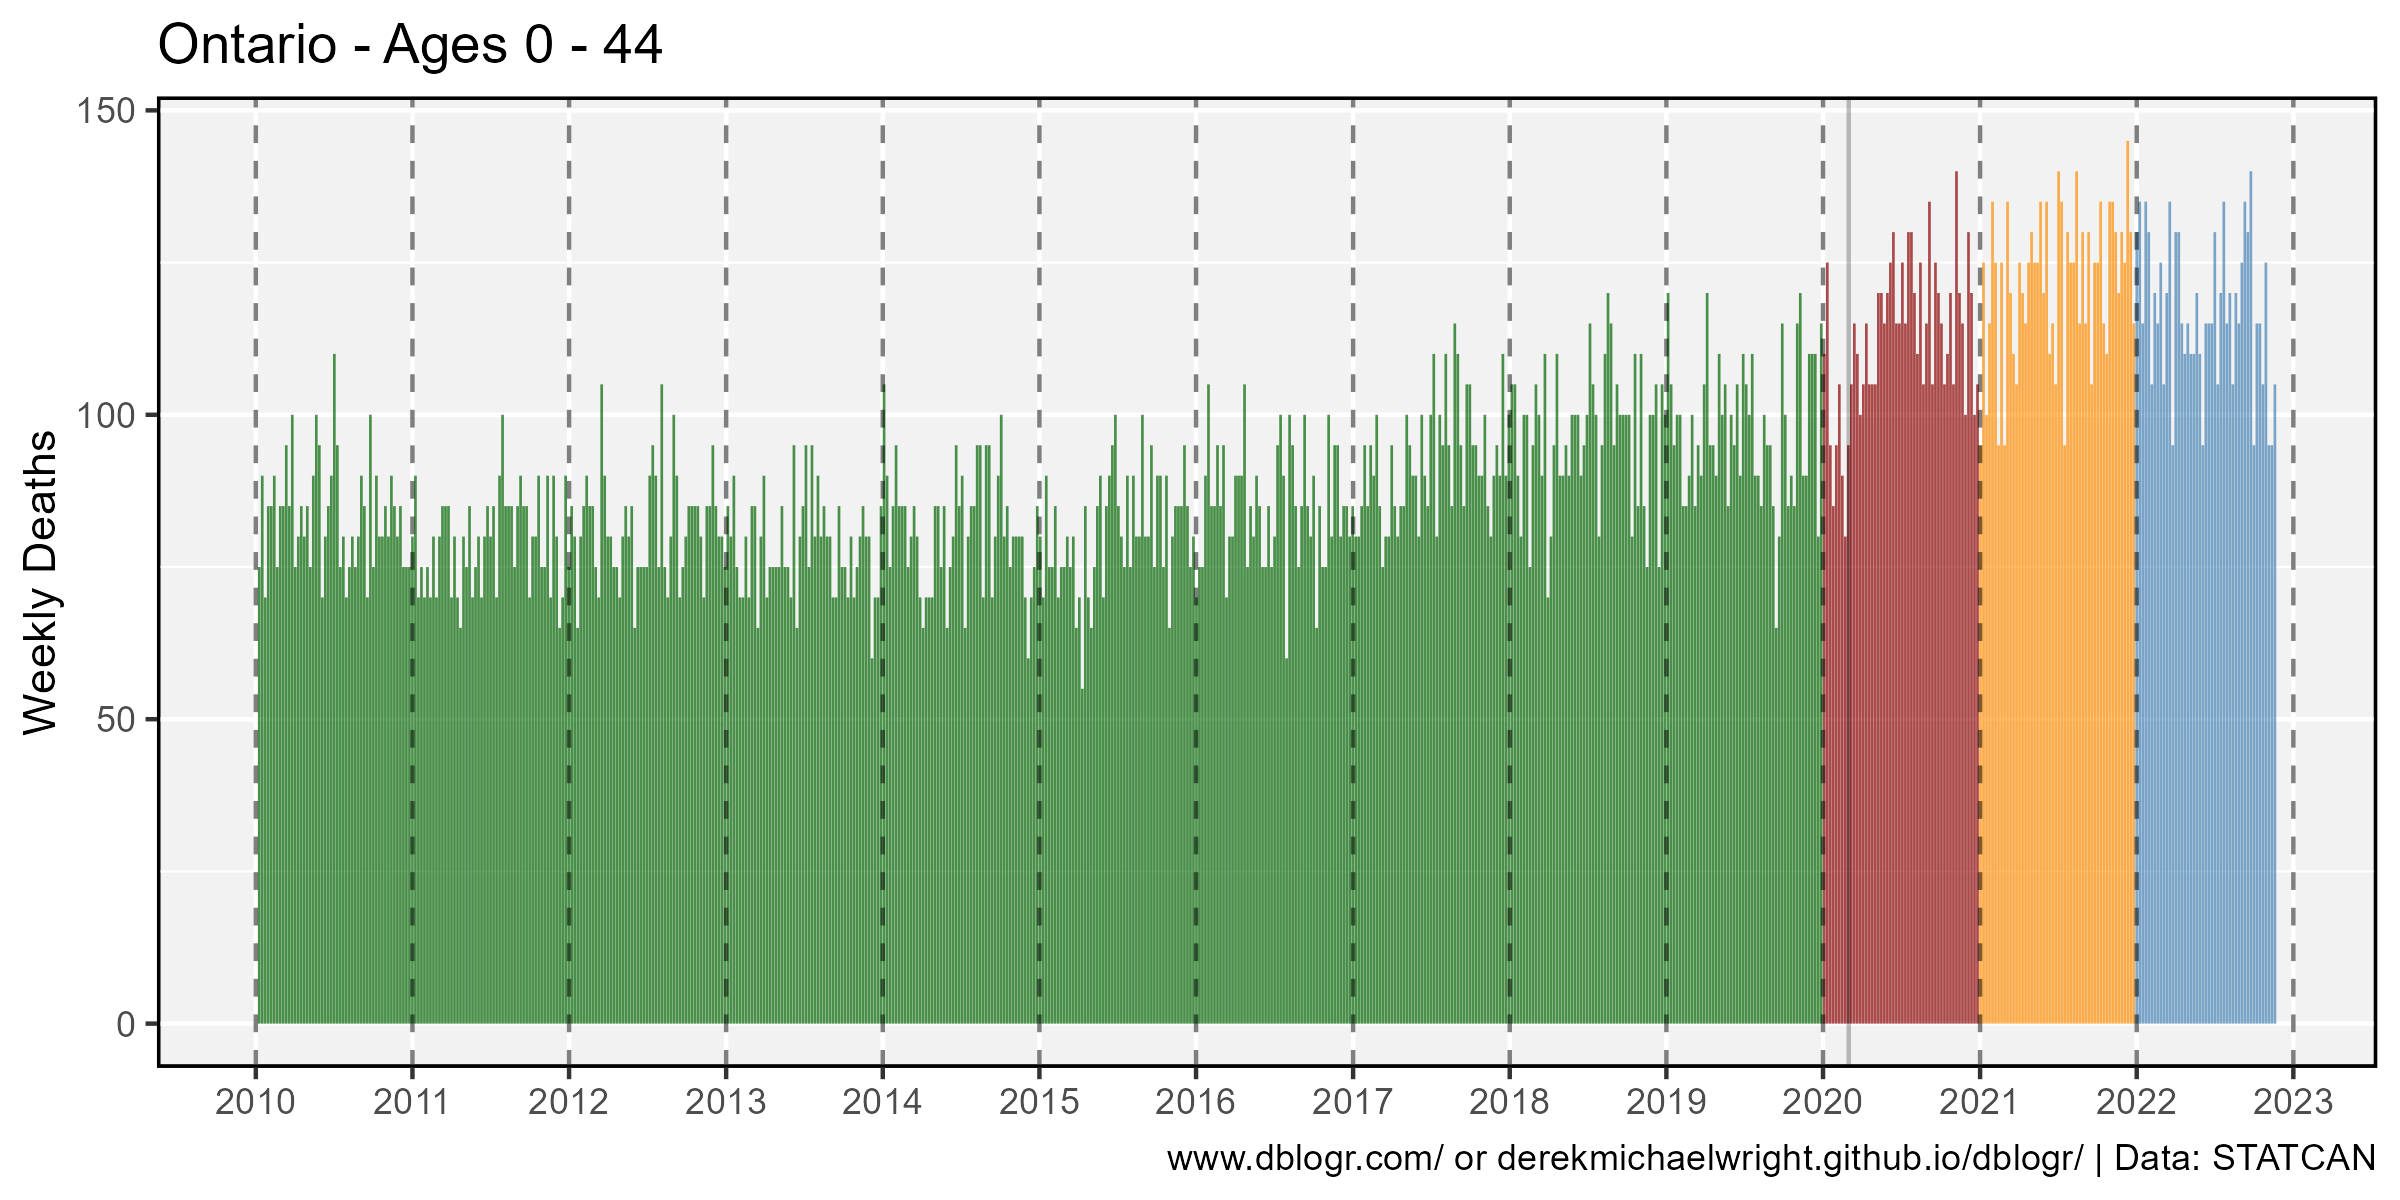 Ontario - Ages 0 - 44
150
100
50
0
Weekly Deaths
2010 2011 2012 2013 2014 2015 2016 2017 2018 2019 2020 2021 2022 2023
www.dblogr.com/ or derekmichaelwright.github.io/dblogr/ | Data: STATCAN